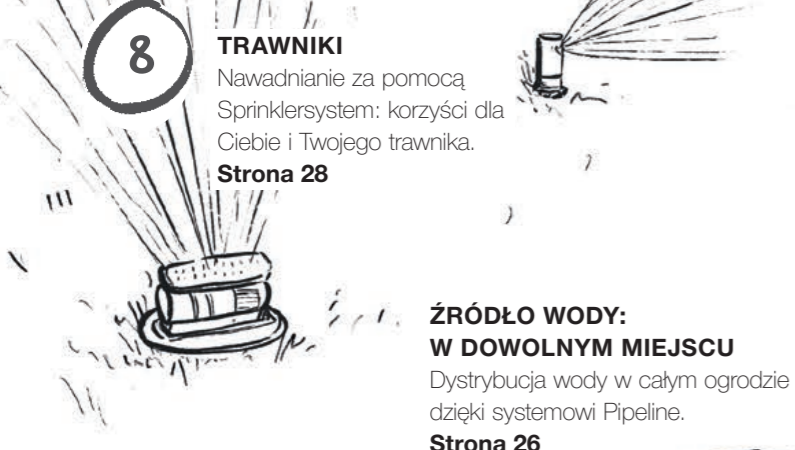 8
TRAWNIKI
Nawadnianie za pomocą
Sprinklersystem: korzyści dla
Ciebie i Twojego trawnika.
Strona 28
ŹRÓDŁO WODY:
W DOWOLNYM MIEJSCU
Dystrybucja wody w całym ogrodzie
dzięki systemowi Pipeline.
Strona 26